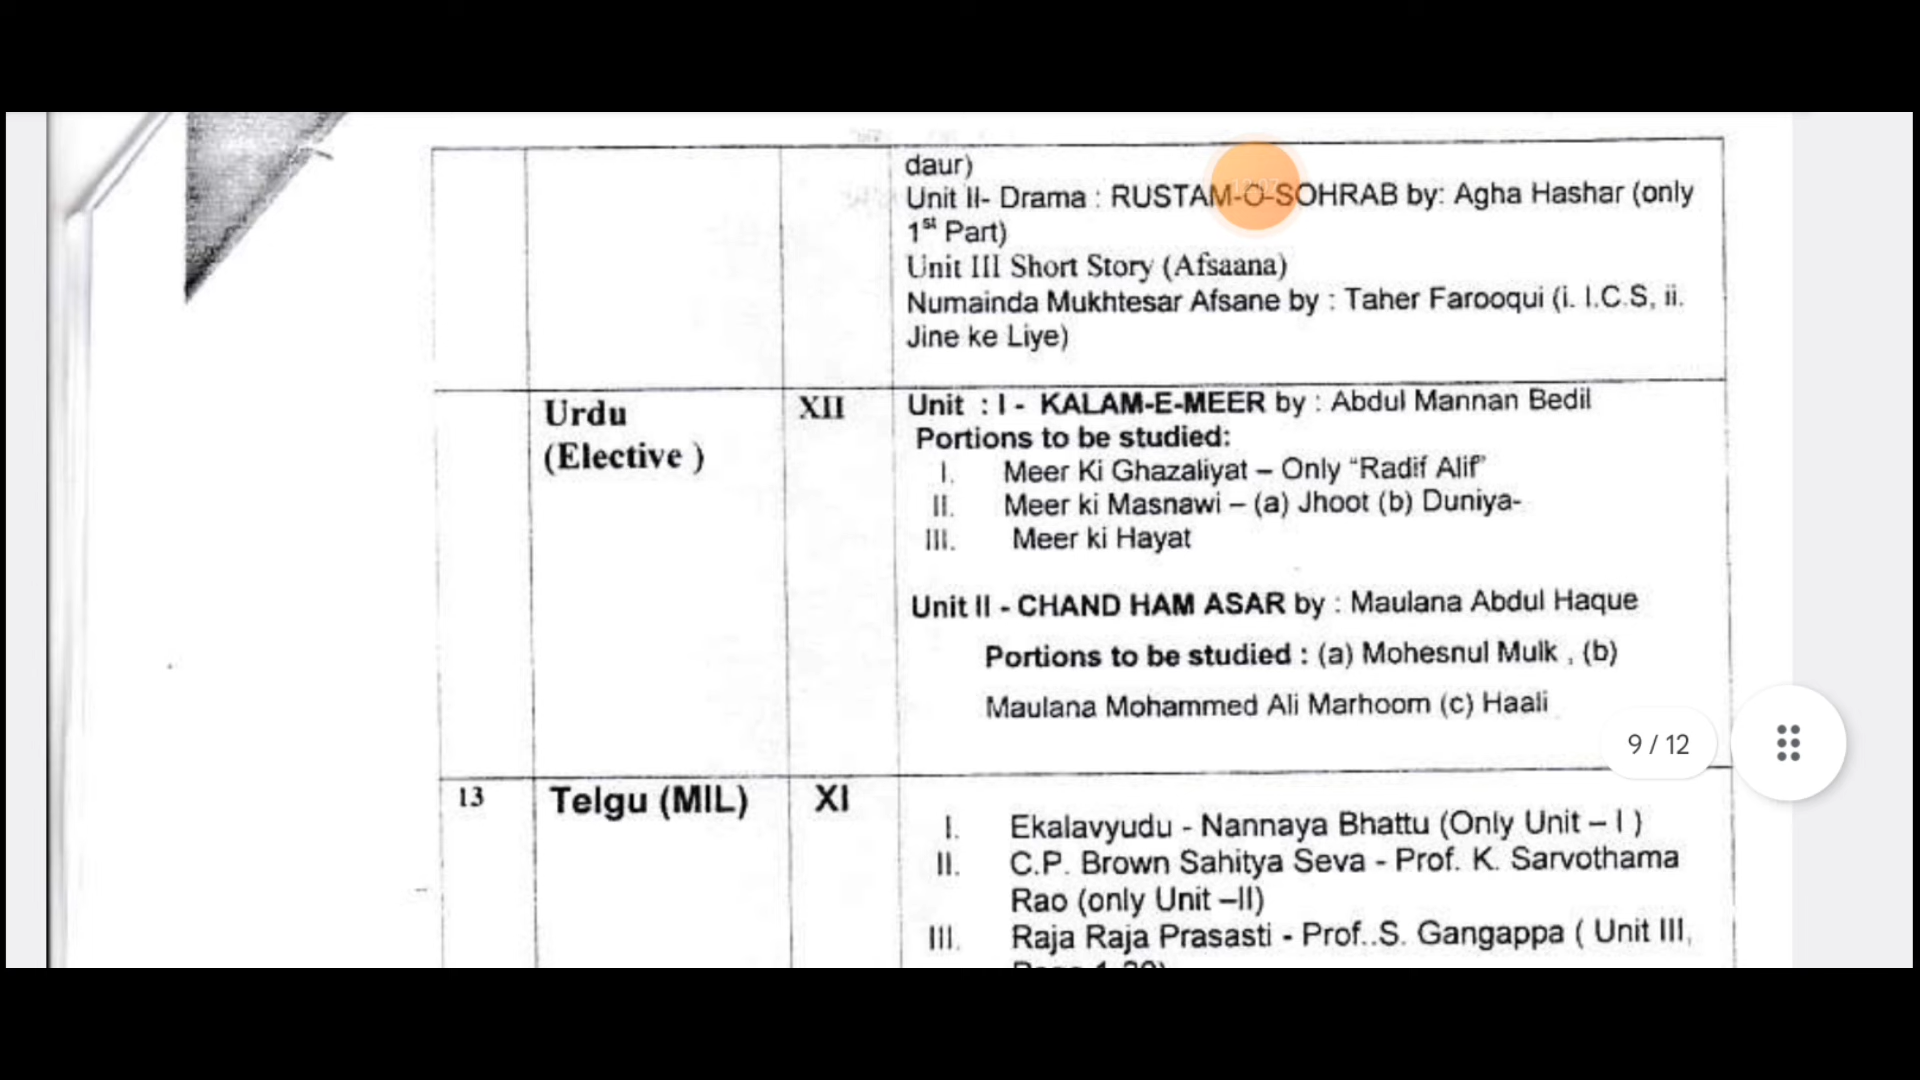 daur)
Unit II- Drama : RUSTAM-O-SOHRAB by: Agha Hashar (only
1st Part)
Unit III Short Story (Afsaana)
Numainda Mukhtesar Afsane by : Taher Farooqui (i. I.C.S, ii.
Jine ke Liye)
Urdu
(Elective )
XII
Unit : I - KALAM-E-MEER by : Abdul Mannan Bedil
Portions to be studied:
I. Meer Ki Ghazaliyat – Only “Radif Alif”
II. Meer ki Masnawi – (a) Jhoot (b) Duniya-
III. Meer ki Hayat
Unit II - CHAND HAM ASAR by : Maulana Abdul Haque
Portions to be studied : (a) Mohesnul Mulk , (b)
Maulana Mohammed Ali Marhoom (c) Haali
9 / 12
13 Telgu (MIL) XI
I. Ekalavyudu - Nannaya Bhattu (Only Unit – I )
II. C.P. Brown Sahitya Seva - Prof. K. Sarvothama
Rao (only Unit –II)
III. Raja Raja Prasasti - Prof..S. Gangappa ( Unit III,